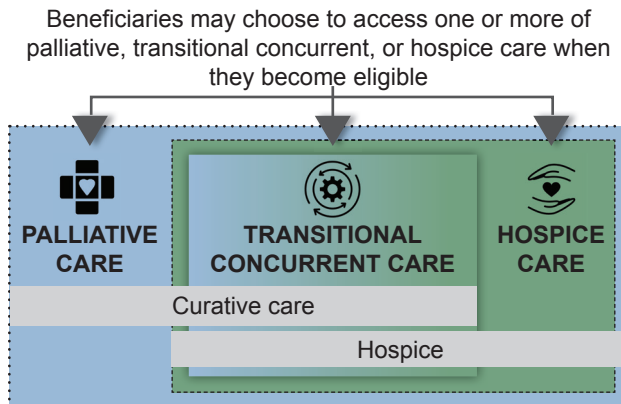 Beneficiaries may choose to access one or more of
palliative, transitional concurrent, or hospice care when
they become eligible
PALLIATIVE
CARE
TRANSITIONAL
CONCURRENT CARE
HOSPICE
CARE
Curative care
Hospice